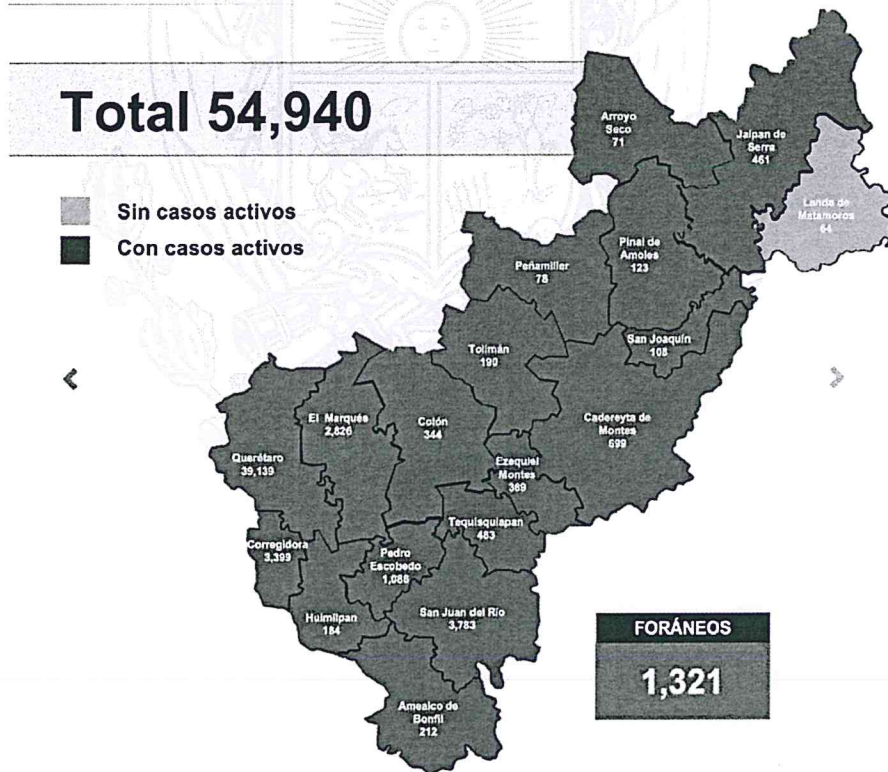 Total 54,940
Sin casos activos
Con casos activos
Arroyo
Seco
71
Jalpan de
Serra
461
Landa de
Matamoros
64
Pinal de
Amoles
123
Peñamiller
78
San Joaquín
108
Tolimán
190
Cadereyta de
Montes
699
El Marqués
2,826
Colón
344
Querétaro
39,139
Ezequiel
Montes
369
Tequisquiapan
483
Corregidora
3,399
Pedro
Escobedo
1,086
Huimilpan
184
San Juan del Río
3,783
Amealco de
Bonfil
212
FORÁNEOS
1,321